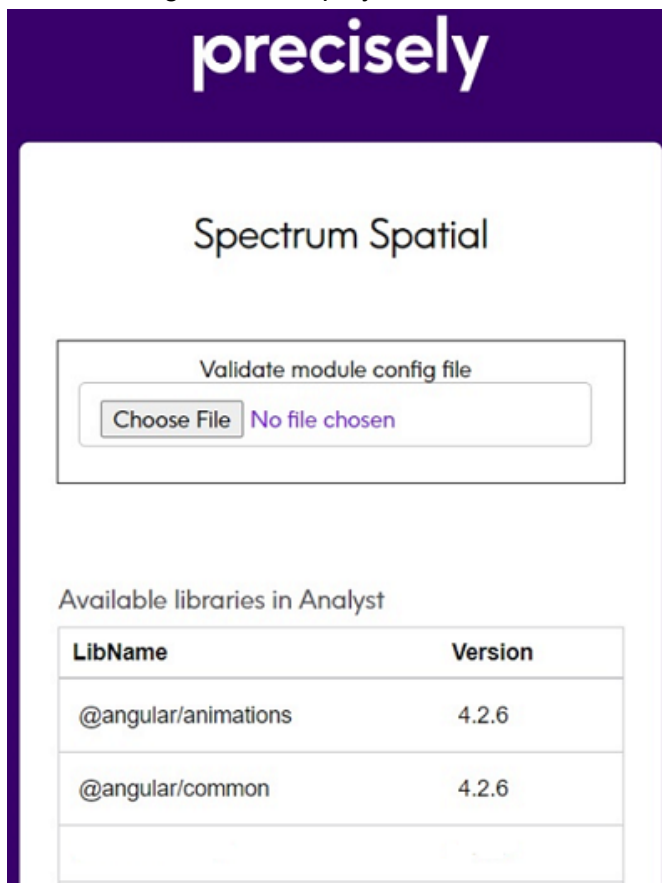 precisely
Spectrum Spatial
Validate module config file
Choose File No file chosen
Available libraries in Analyst
LibName Version
@angular/animations 4.2.6
@angular/common 4.2.6